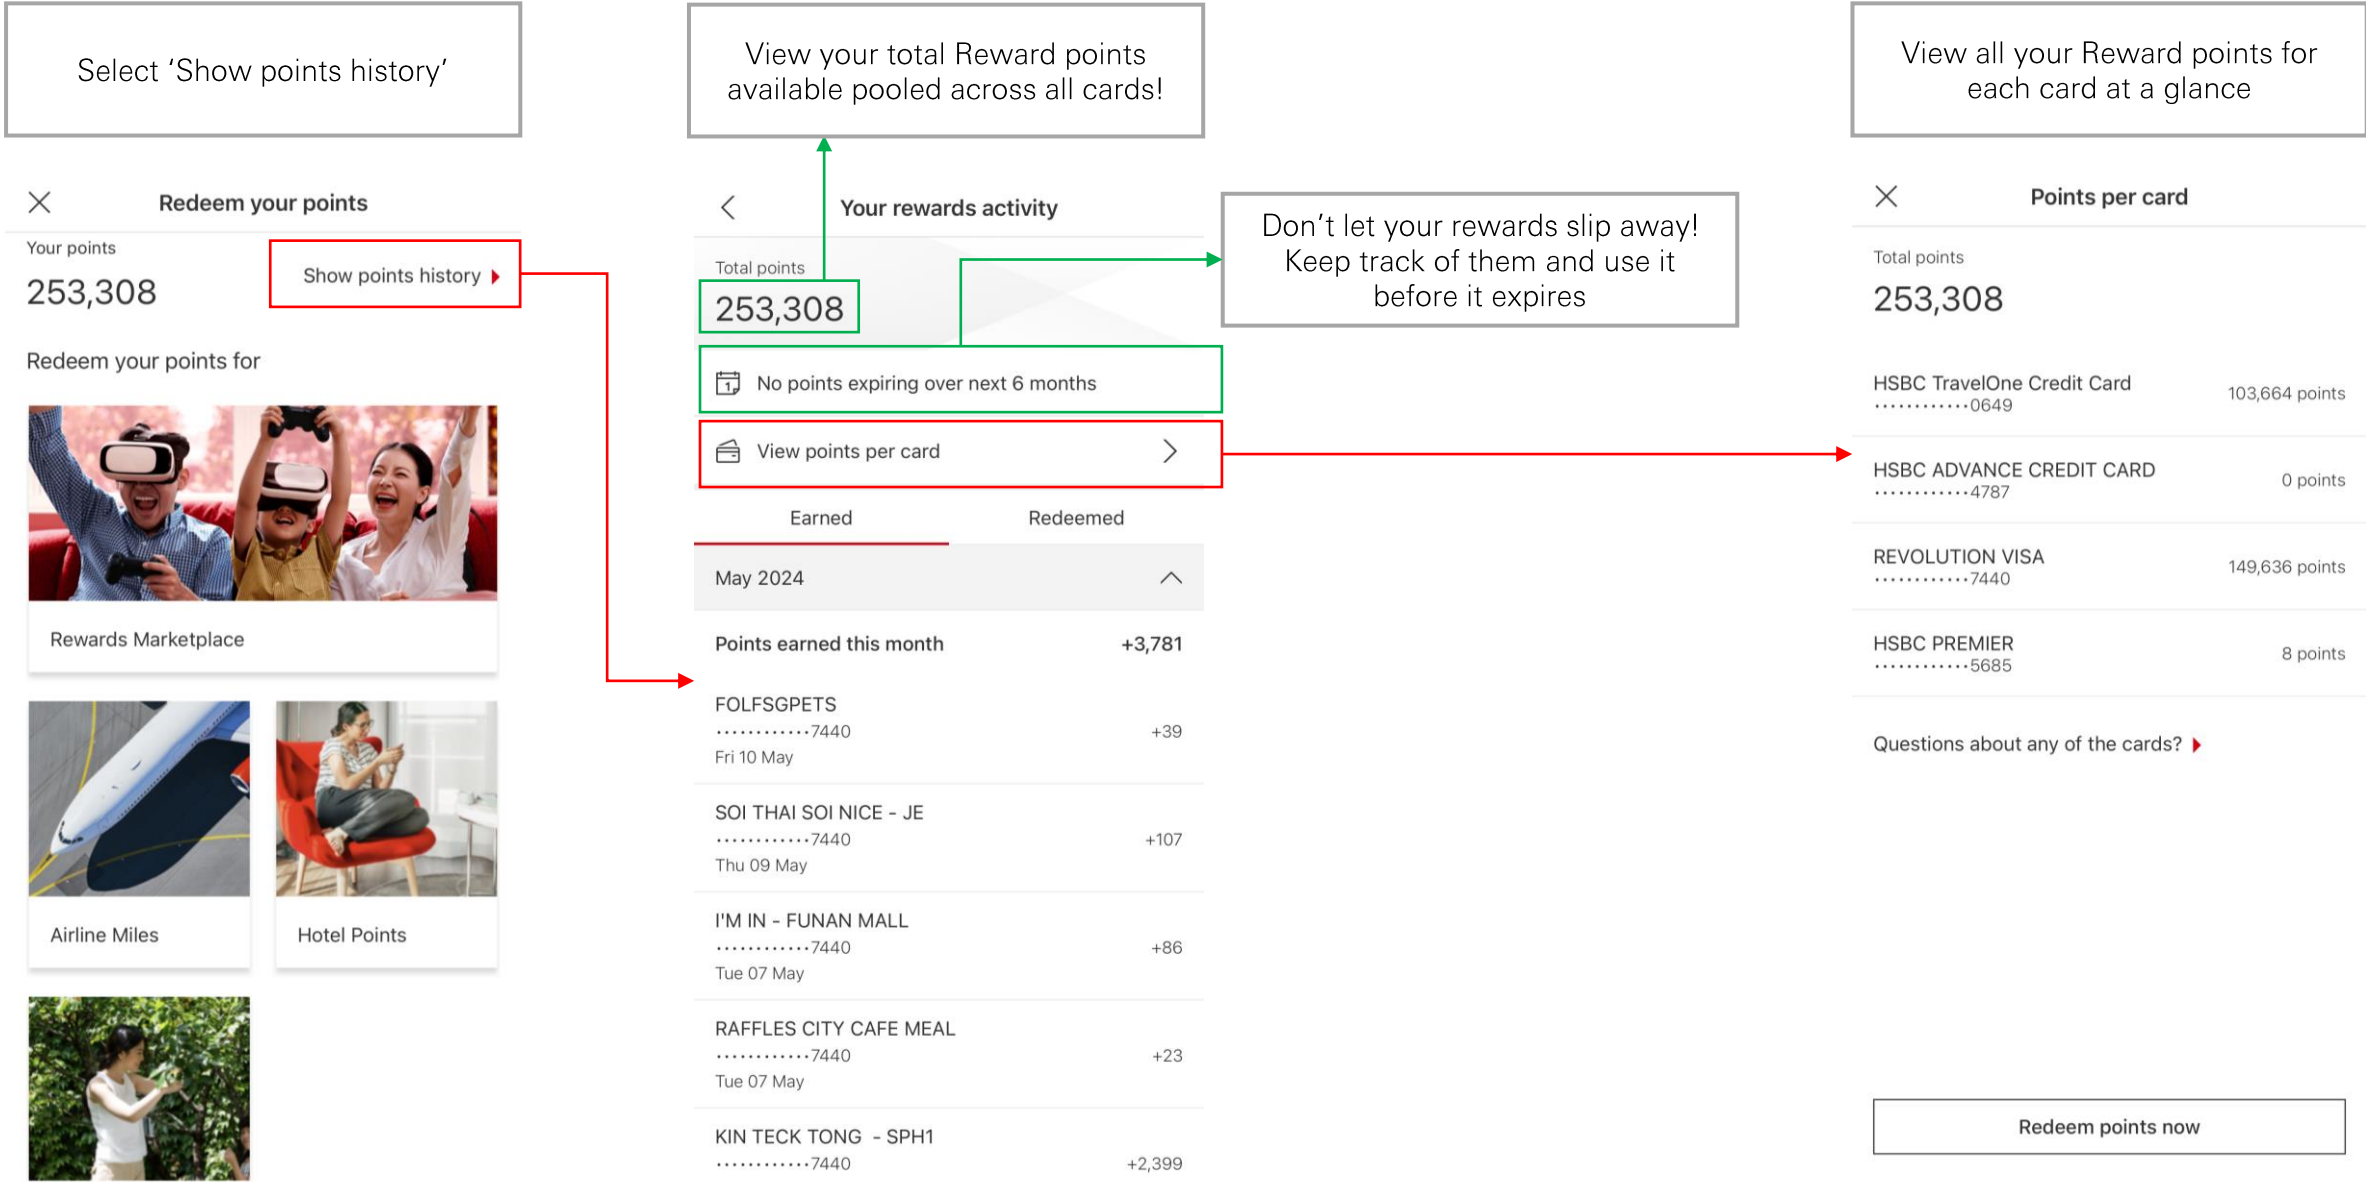 Select ‘Show points history’
Redeem your points
Your points
253,308
Show points history
Redeem your points for
Rewards Marketplace
Airline Miles
Hotel Points
View your total Reward points
available pooled across all cards!
Your rewards activity
Total points
253,308
No points expiring over next 6 months
View points per card
Earned
Redeemed
May 2024
Points earned this month
+3,781
FOLFSGPETS
············7440
+39
Fri 10 May
SOI THAI SOI NICE - JE
············7440
+107
Thu 09 May
I'M IN - FUNAN MALL
············7440
+86
Tue 07 May
RAFFLES CITY CAFE MEAL
············7440
+23
Tue 07 May
KIN TECK TONG - SPH1
············7440
+2,399
Don’t let your rewards slip away!
Keep track of them and use it
before it expires
View all your Reward points for
each card at a glance
Points per card
Total points
253,308
HSBC TravelOne Credit Card
············0649
103,664 points
HSBC ADVANCE CREDIT CARD
············4787
0 points
REVOLUTION VISA
············7440
149,636 points
HSBC PREMIER
············5685
8 points
Questions about any of the cards?
Redeem points now